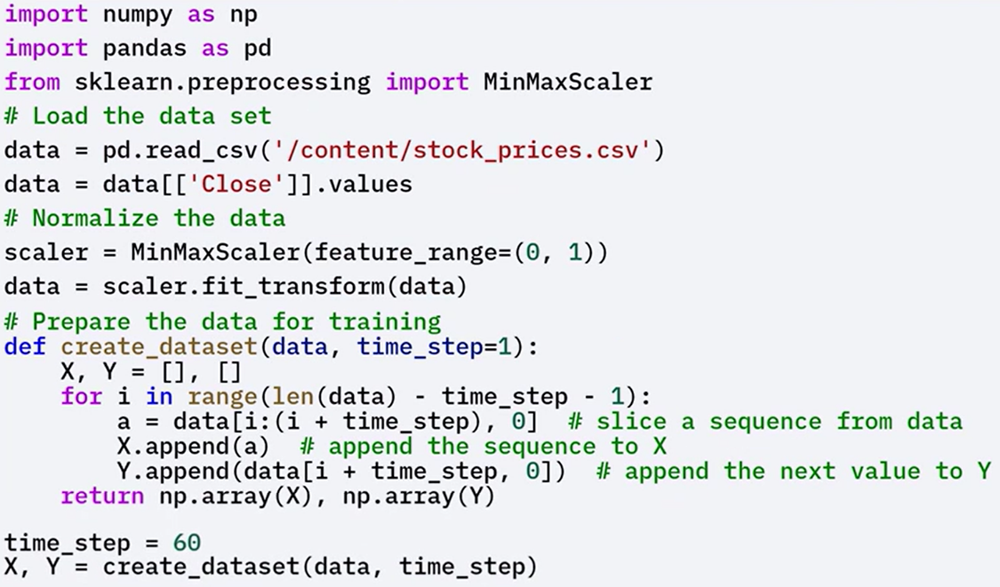 import numpy as np
import pandas as pd
from sklearn.preprocessing import MinMaxScaler
# Load the data set
data = pd.read_csv('/content/stock_prices.csv')
data = data[['Close']].values
# Normalize the data
scaler = MinMaxScaler(feature_range=(0, 1))
data = scaler.fit_transform(data)
# Prepare the data for training
def create_dataset(data, time_step=1):
    X, Y = [], []
    for i in range(len(data) - time_step - 1):
        a = data[i:(i + time_step), 0]  # slice a sequence from data
        X.append(a)  # append the sequence to X
        Y.append(data[i + time_step, 0])  # append the next value to Y
    return np.array(X), np.array(Y)
time_step = 60
X, Y = create_dataset(data, time_step)